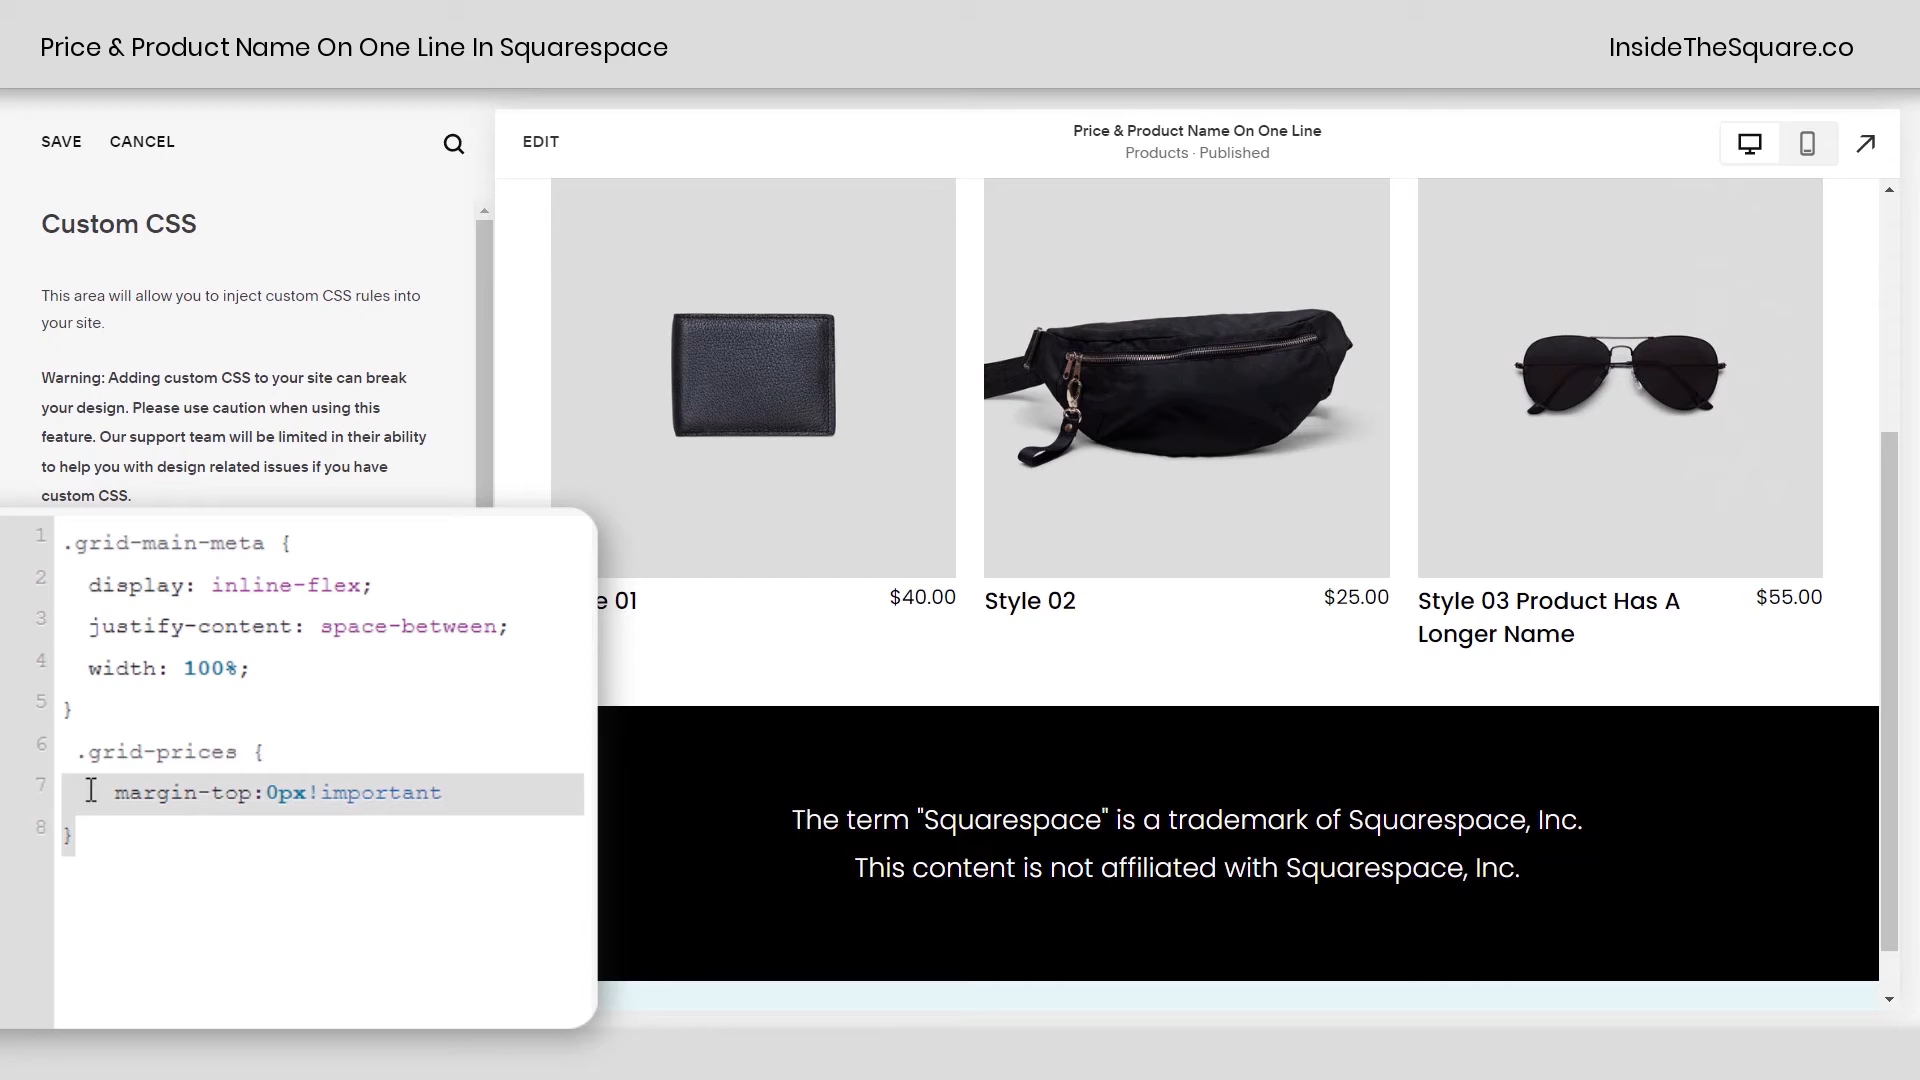 Price & Product Name On One Line In Squarespace
InsideTheSquare.co
SAVE CANCEL
EDIT
Price & Product Name On One Line
Products · Published
Custom CSS
This area will allow you to inject custom CSS rules into
your site.
Warning: Adding custom CSS to your site can break
your design. Please use caution when using this
feature. Our support team will be limited in their ability
to help you with design related issues if you have
custom CSS.
1 .grid-main-meta {
2 display: inline-flex;
3 justify-content: space-between;
4 width: 100%;
5 }
6 .grid-prices {
7 margin-top:0px!important
8 }
e 01 $40.00
Style 02 $25.00
Style 03 Product Has A $55.00
Longer Name
The term "Squarespace" is a trademark of Squarespace, Inc.
This content is not affiliated with Squarespace, Inc.